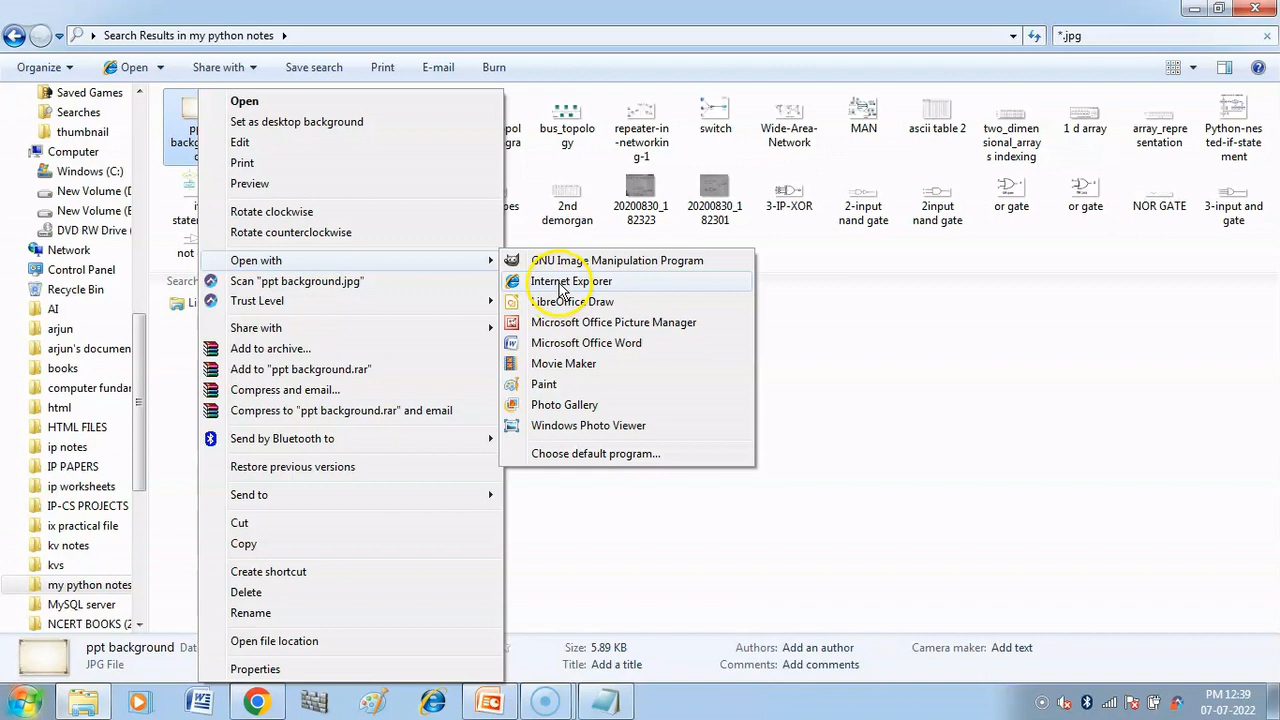 Search Results in my python notes
*.jpg
Organize
Open
Share with
Save search
Print
E-mail
Burn
Saved Games
Searches
thumbnail
Computer
Windows (C:)
New Volume (D
New Volume (E
DVD RW Drive (
Network
Control Panel
Recycle Bin
AI
arjun
arjun's documen
books
computer fundar
html
HTML FILES
ip notes
IP PAPERS
ip worksheets
IP-CS PROJECTS
ix practical file
kv notes
kvs
my python notes
MySQL server
NCERT BOOKS (2
Open
Set as desktop background
Edit
Print
Preview
Rotate clockwise
Rotate counterclockwise
Open with
Scan "ppt background.jpg"
Trust Level
Share with
Add to archive...
Add to "ppt background.rar"
Compress and email...
Compress to "ppt background.rar" and email
Send by Bluetooth to
Restore previous versions
Send to
Cut
Copy
Create shortcut
Delete
Rename
Open file location
Properties
GNU Image Manipulation Program
Internet Explorer
LibreOffice Draw
Microsoft Office Picture Manager
Microsoft Office Word
Movie Maker
Paint
Photo Gallery
Windows Photo Viewer
Choose default program...
bus_topolo
gy
repeater-in
-networkin
g-1
switch
Wide-Area-
Network
MAN
ascii table 2
two_dimen
sional_array
s indexing
1 d array
array_repre
sentation
Python-nes
ted-if-state
ment
2nd
demorgan
20200830_1
82323
20200830_1
82301
3-IP-XOR
2-input
nand gate
2input
nand gate
or gate
or gate
NOR GATE
3-input and
gate
ppt background
JPG File
Size: 5.89 KB
Title: Add a title
Authors: Add an author
Comments: Add comments
Camera maker: Add text
PM 12:39
07-07-2022